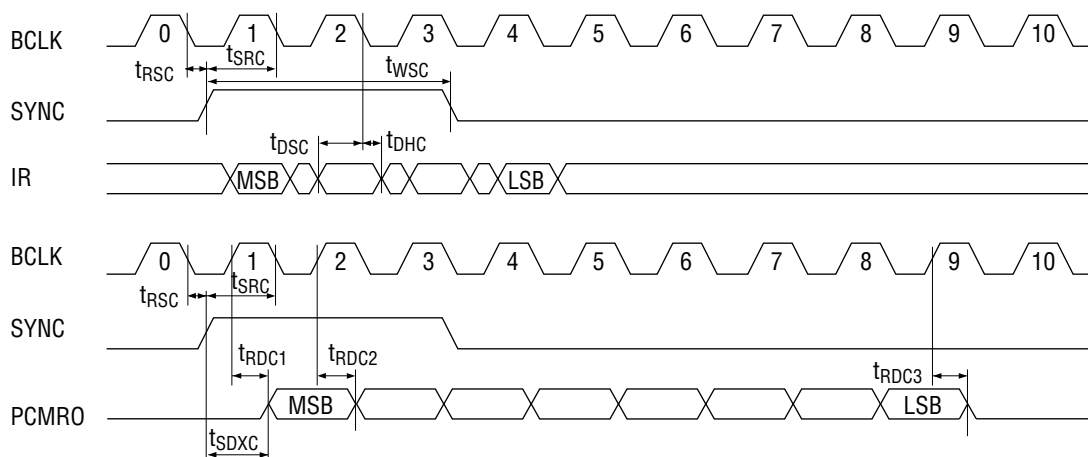 BCLK 0 1 2 3 4 5 6 7 8 9 10
tRSC tSRC tWSC
SYNC
tDSC tDHC
IR MSB LSB
BCLK 0 1 2 3 4 5 6 7 8 9 10
tRSC tSRC
SYNC
tRDC1 tRDC2 tRDC3
PCMRO MSB LSB
tSDXC